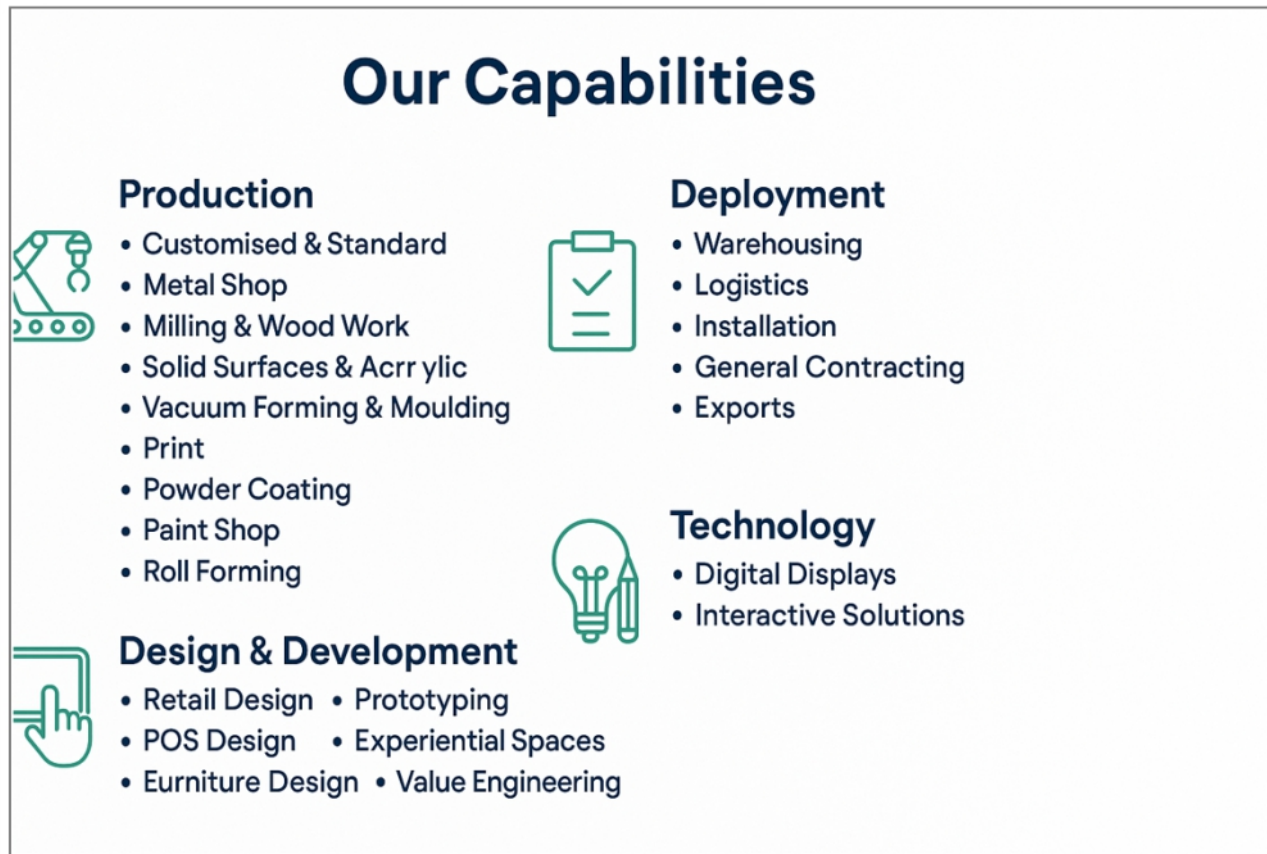 Our Capabilities
Production
• Customised & Standard
• Metal Shop
• Milling & Wood Work
• Solid Surfaces & Acrr ylic
• Vacuum Forming & Moulding
• Print
• Powder Coating
• Paint Shop
• Roll Forming
Design & Development
• Retail Design • Prototyping
• POS Design • Experiential Spaces
• Eurniture Design • Value Engineering
Deployment
• Warehousing
• Logistics
• Installation
• General Contracting
• Exports
Technology
• Digital Displays
• Interactive Solutions